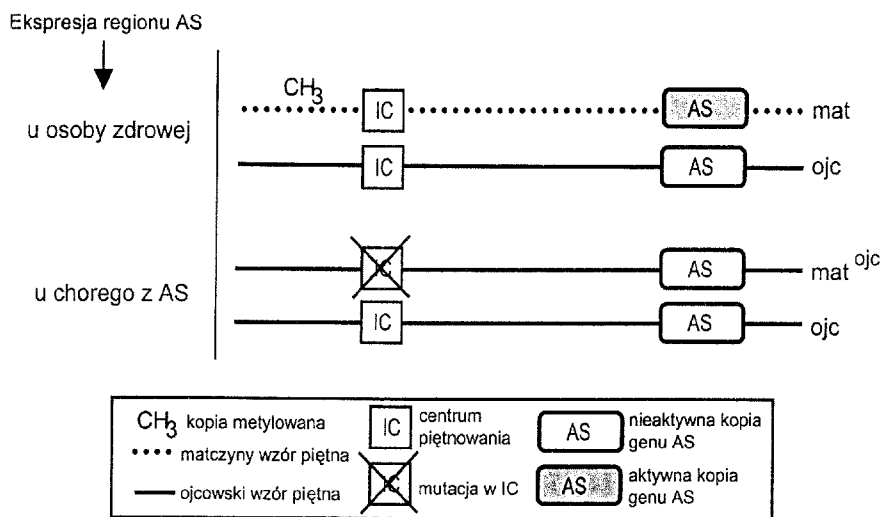 Ekspresja regionu AS
u osoby zdrowej
CH3
IC
AS
mat
IC
AS
ojc
u chorego z AS
IC
AS
mat ojc
IC
AS
ojc
CH3 kopia metylowana
matczyny wzór piętna
ojcowski wzór piętna
IC centrum
piętnowania
IC mutacja w IC
AS nieaktywna kopia
genu AS
AS aktywna kopia
genu AS